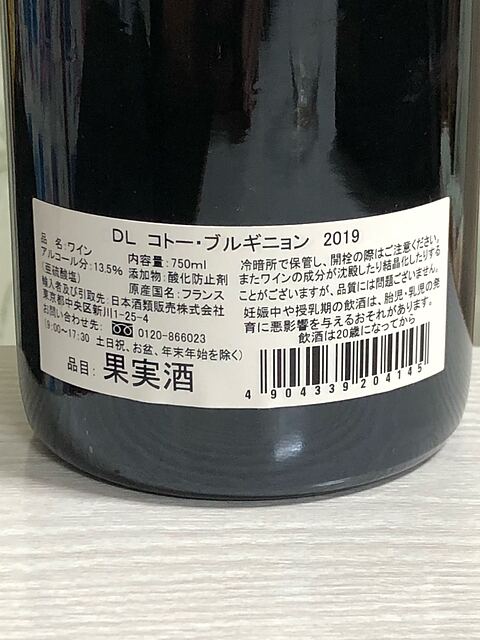 DL コトー・ブルギニョン 2019
品 名:ワイン
アルコール分:13.5% 内容量:750ml
添加物:酸化防止剤
(亜硫酸塩) 原産国名:フランス
輸入者及び引取先:日本酒類販売株式会社
東京都中央区新川1-25-4
お問い合わせ先: 0120-866023
(9:00~17:30 土日祝、お盆、年末年始を除く)
品目:果実酒
冷暗所で保管し、開栓の際はご注意ください。
またワインの成分が沈殿したり結晶化したりする
ことがございますが、品質には問題ございません。
妊娠中や授乳期の飲酒は、胎児・乳児の発
育に悪影響を与えるおそれがあります。
飲酒は20歳になってから
4 904339 204145